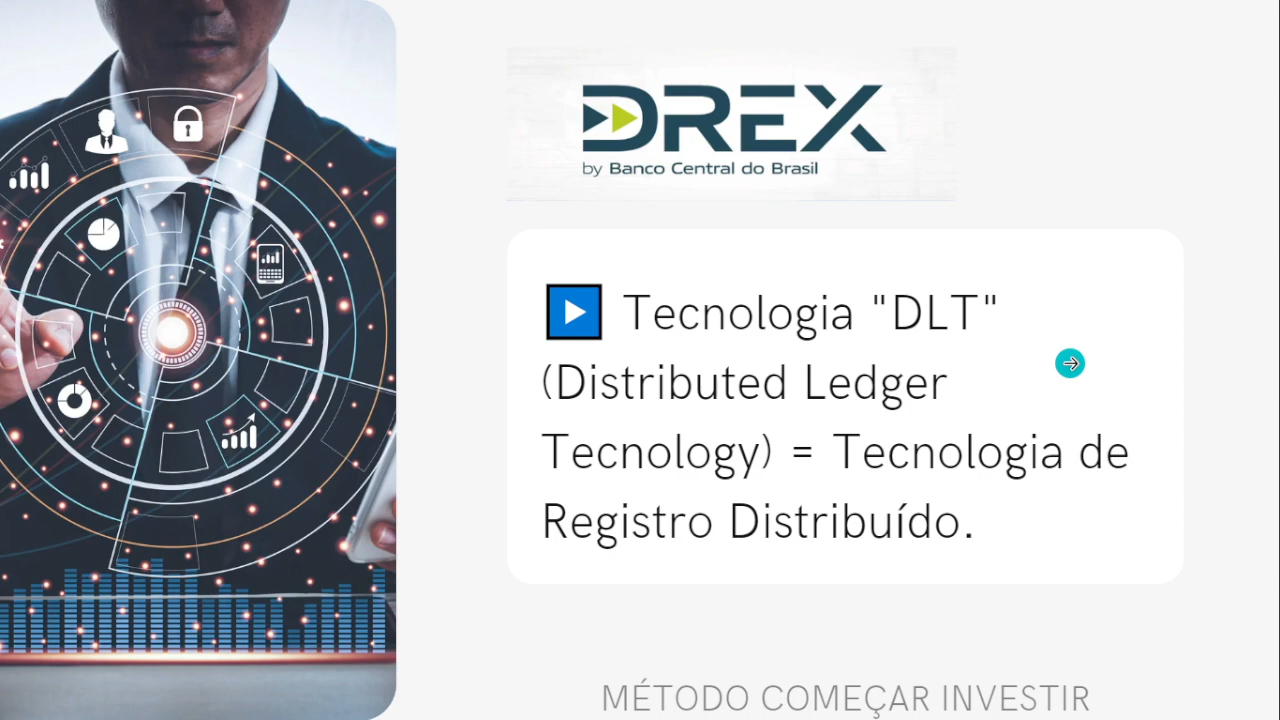 DREX
by Banco Central do Brasil
Tecnologia "DLT"
(Distributed Ledger
Tecnology) = Tecnologia de
Registro Distribuído.
MÉTODO COMEÇAR INVESTIR